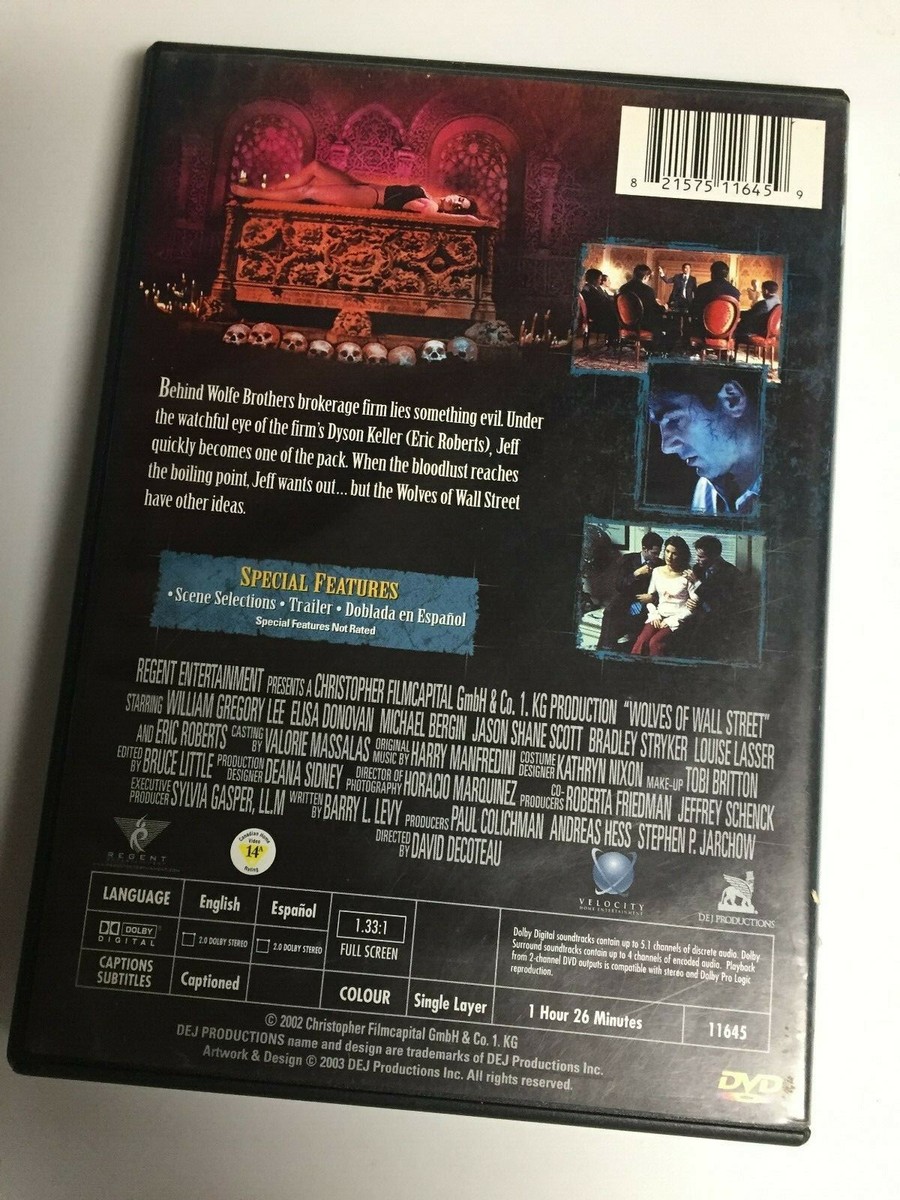 8 21575 11645 9
Behind Wolfe Brothers brokerage firm lies something evil. Under
the watchful eye of the firm's Dyson Keller (Eric Roberts), Jeff
quickly becomes one of the pack. When the bloodlust reaches
the boiling point, Jeff wants out... but the Wolves of Wall Street
have other ideas.
SPECIAL FEATURES
• Scene Selections • Trailer • Doblada en Español
Special Features Not Rated
REGENT ENTERTAINMENT PRESENTS A CHRISTOPHER FILMCAPITAL GmbH & Co. 1. KG PRODUCTION "WOLVES OF WALL STREET"
STARRING WILLIAM GREGORY LEE ELISA DONOVAN MICHAEL BERGIN JASON SHANE SCOTT BRADLEY STRYKER LOUISE LASSER
AND ERIC ROBERTS CASTING BY VALORIE MASSALAS ORIGINAL MUSIC BY HARRY MANFREDINI COSTUME DESIGNER KATHRYN NIXON MAKE-UP TOBI BRITTON
EDITED BY BRUCE LITTLE PRODUCTION DESIGNER DEANA SIDNEY DIRECTOR OF PHOTOGRAPHY HORACIO MARQUINEZ CO-PRODUCERS ROBERTA FRIEDMAN JEFFREY SCHENCK
EXECUTIVE PRODUCER SYLVIA GASPER, LL.M WRITTEN BY BARRY L. LEVY PRODUCERS PAUL COLICHMAN ANDREAS HESS STEPHEN P. JARCHOW
DIRECTED BY DAVID DECOTEAU
REGENT
Canadian Home Video
14A
Rating
VELOCITY
HOME ENTERTAINMENT
DEJ PRODUCTIONS
LANGUAGE English Español
DOLBY DIGITAL 2.0 DOLBY STEREO 2.0 DOLBY STEREO
CAPTIONS SUBTITLES Captioned
1.33:1
FULL SCREEN
COLOUR Single Layer
Dolby Digital soundtracks contain up to 5.1 channels of discrete audio. Dolby
Surround soundtracks contain up to 4 channels of encoded audio. Playback
from 2-channel DVD outputs is compatible with stereo and Dolby Pro Logic
reproduction.
1 Hour 26 Minutes 11645
© 2002 Christopher Filmcapital GmbH & Co. 1. KG
DEJ PRODUCTIONS name and design are trademarks of DEJ Productions Inc.
Artwork & Design © 2003 DEJ Productions Inc. All rights reserved.
DVD